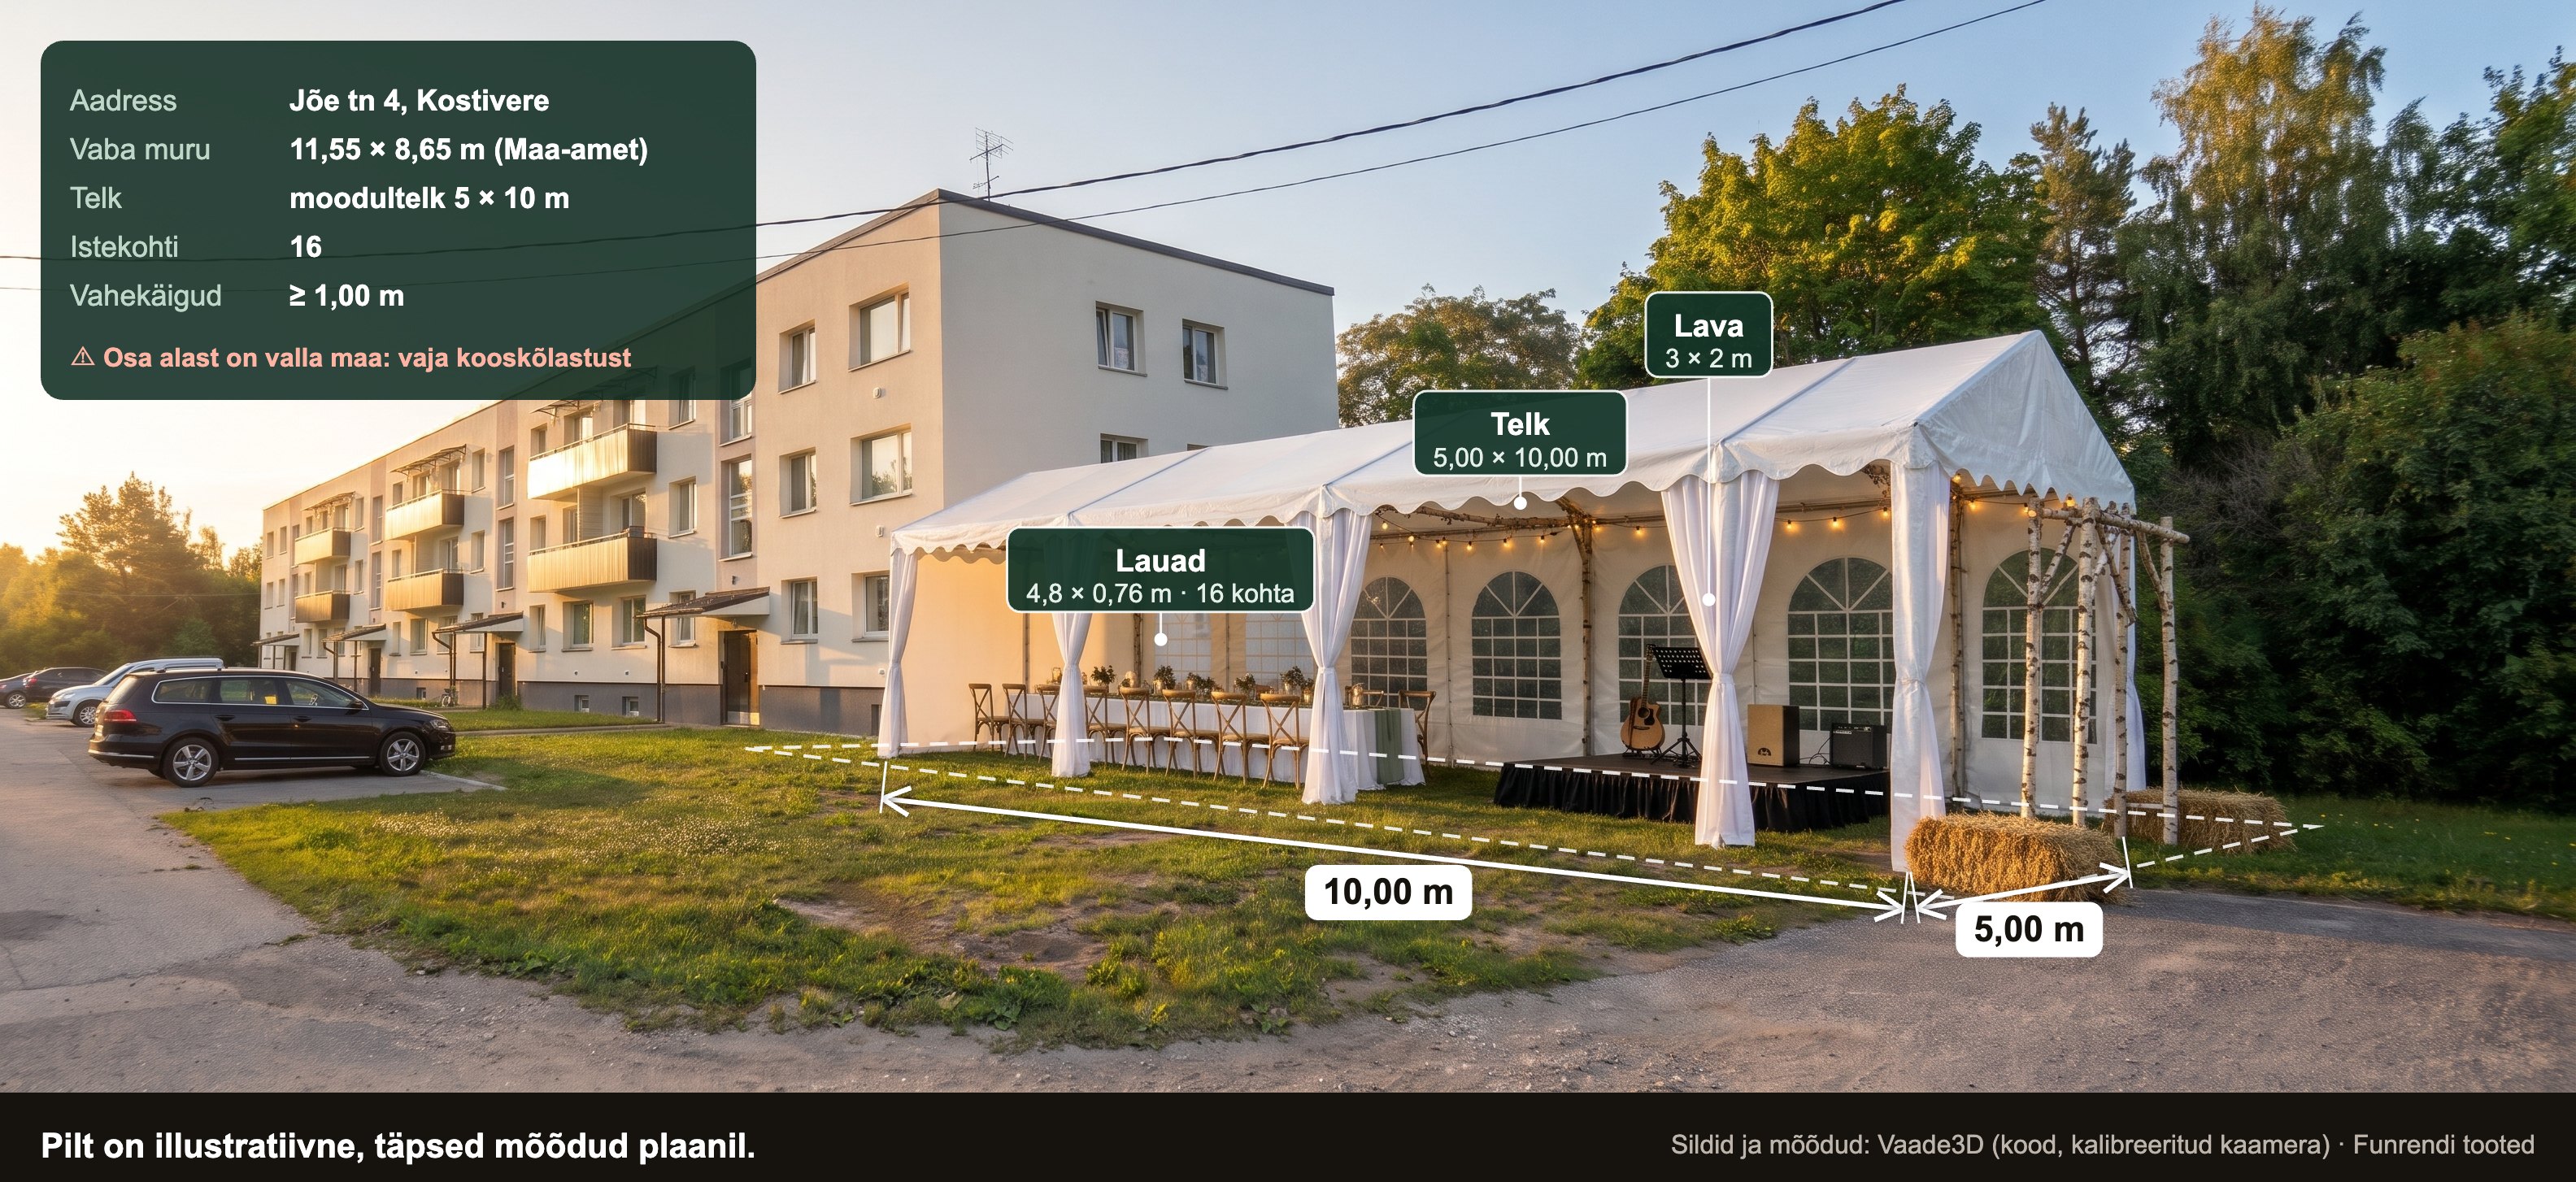 Aadress Jõe tn 4, Kostivere
Vaba muru 11,55 × 8,65 m (Maa-amet)
Telk moodultelk 5 × 10 m
Istekohti 16
Vahekäigud ≥ 1,00 m
⚠ Osa alast on valla maa: vaja kooskõlastust
Lava
3 × 2 m
Telk
5,00 × 10,00 m
Lauad
4,8 × 0,76 m · 16 kohta
10,00 m
5,00 m
Pilt on illustratiivne, täpsed mõõdud plaanil.
Sildid ja mõõdud: Vaade3D (kood, kalibreeritud kaamera) · Funrendi tooted